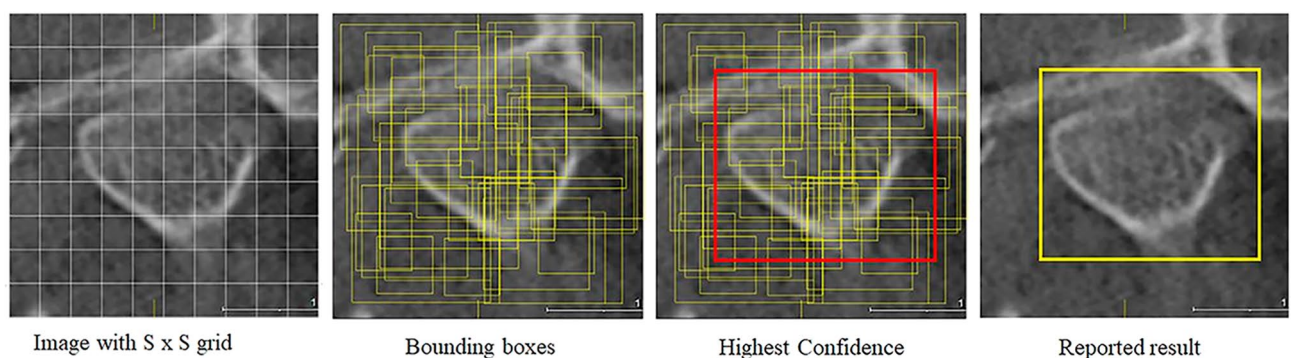 1
1
1
1
Image with S x S grid
Bounding boxes
Highest Confidence
Reported result